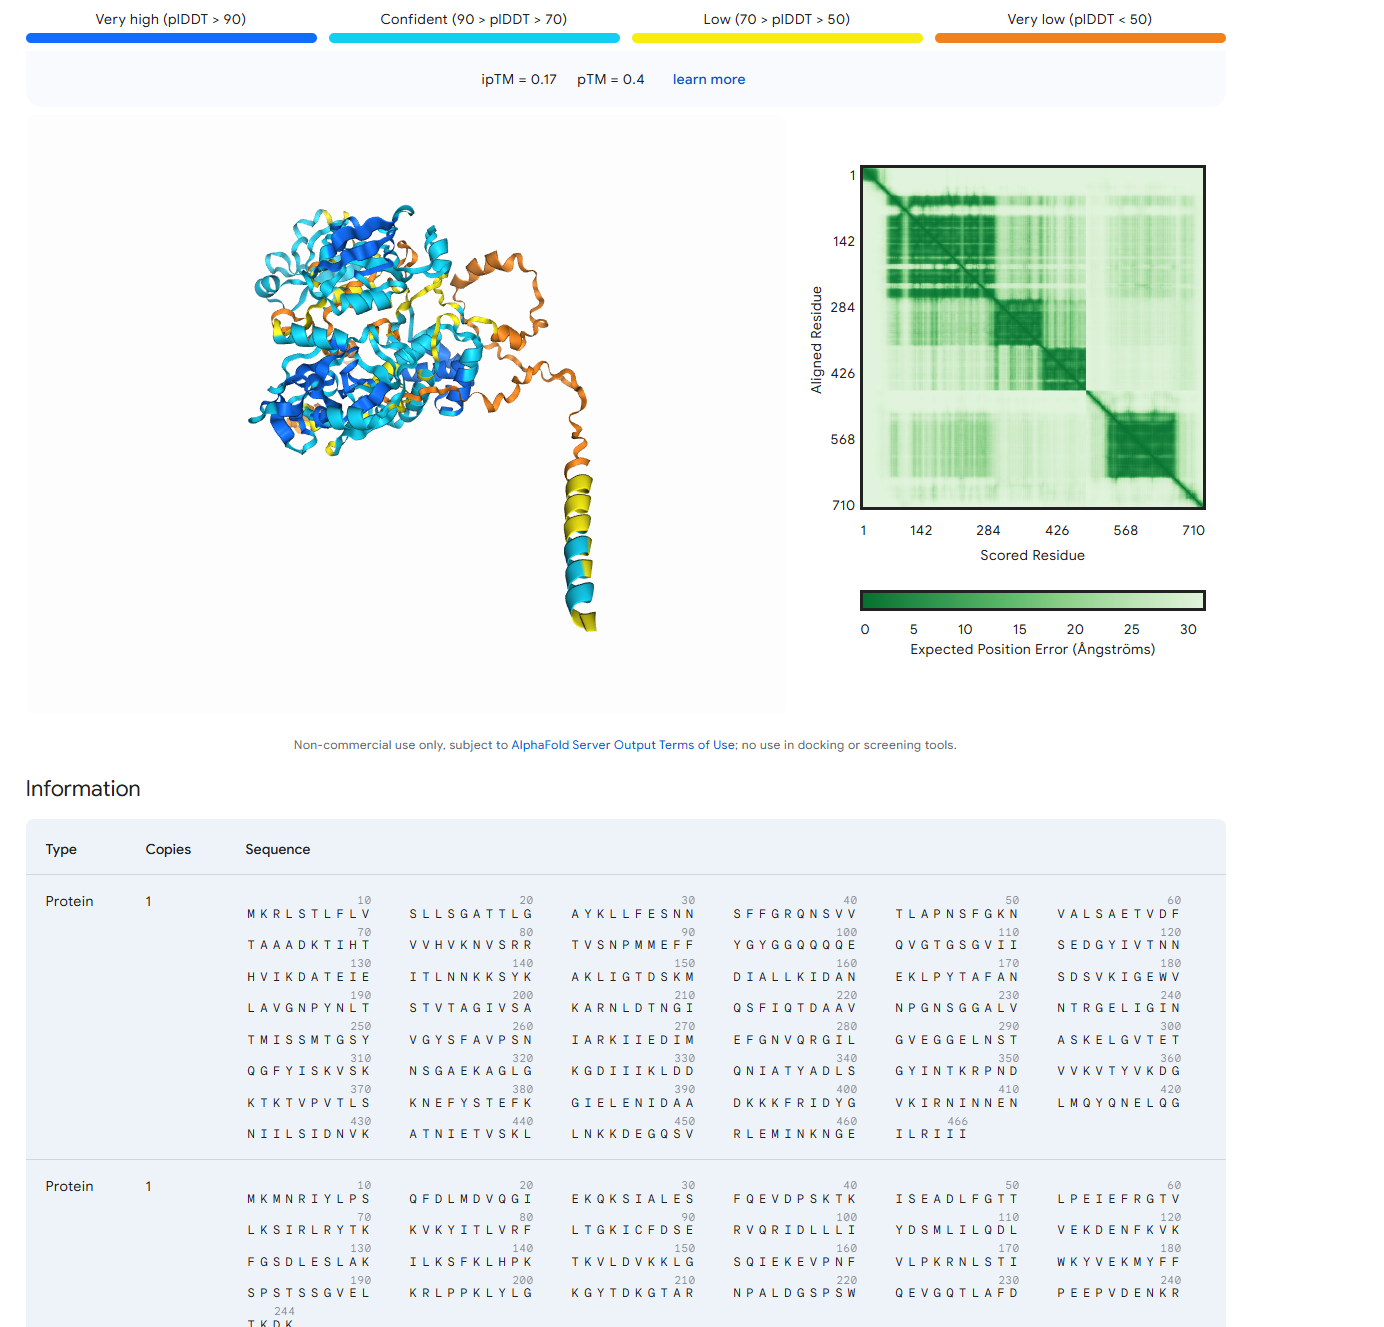 Very high (plDDT > 90) Confident (90 > plDDT > 70) Low (70 > plDDT > 50) Very low (plDDT < 50)
ipTM = 0.17 pTM = 0.4 learn more
1
142
284
426
568
710
Aligned Residue
1 142 284 426 568 710
Scored Residue
0 5 10 15 20 25 30
Expected Position Error (Ångströms)
Non-commercial use only, subject to AlphaFold Server Output Terms of Use; no use in docking or screening tools.
Information
Type Copies Sequence
Protein 1
10 20 30 40 50 60
MKRLSTLFLV SLLSGATTLG AYKLLFESNN SFFGRQNSVV TLAPNSFGKN VALSAETVDF
70 80 90 100 110 120
TAAADKTIHT VVHVKNVSRR TVSNPMMEFF YGYGGQQQQE QVGTGSGVII SEDGYIVTNN
130 140 150 160 170 180
HVIKDATEIE ITLNNKKSYK AKLIGTDSKM DIALLKIDAN EKLPYTAFAN SDSVKIGEWV
190 200 210 220 230 240
LAVGNPYNLT STVTAGIVSA KARNLDTNGI QSFIQTDAAV NPGNSGGALV NTRGELIGIN
250 260 270 280 290 300
TMISSMTGSY VGYSFAVPSN IARKIIEDIM EFGNVQRGIL GVEGGELNST ASKELGVTET
310 320 330 340 350 360
QGFYISKVSK NSGAEKAGLG KGDIIIKLDD QNIATYADLS GYINTKRPND VVKVTYVKDG
370 380 390 400 410 420
KTKTVPVTLS KNEFYSTEFK GIELENIDAA DKKKFRIDYG VKIRNINNEN LMQYQNELQG
430 440 450 460 466
NIILSIDNVK ATNIETVSKL LNKKDEGQSV RLEMINKNGE ILRIII
Protein 1
10 20 30 40 50 60
MKMNRIYLPS QFDLMDVQGI EKQKSIALES FQEVDPSKTK ISEADLFGTT LPEIEFRGTV
70 80 90 100 110 120
LKSIRLRYTK KVKYITLVRF LTGKICFDSE RVQRIDLLLI YDSMLILQDL VEKDENFKVK
130 140 150 160 170 180
FGSDLESLAK ILKSFKLHPK TKVLDVKKLG SQIEKEVPNF VLPKRNLSTI WKYVEKMYFF
190 200 210 220 230 240
SPSTSSGVEL KRLPPKLYLG KGYTDKGTAR NPALDGSPSW QEVGQTLAFD PEEPVDENKR
244
TKDK